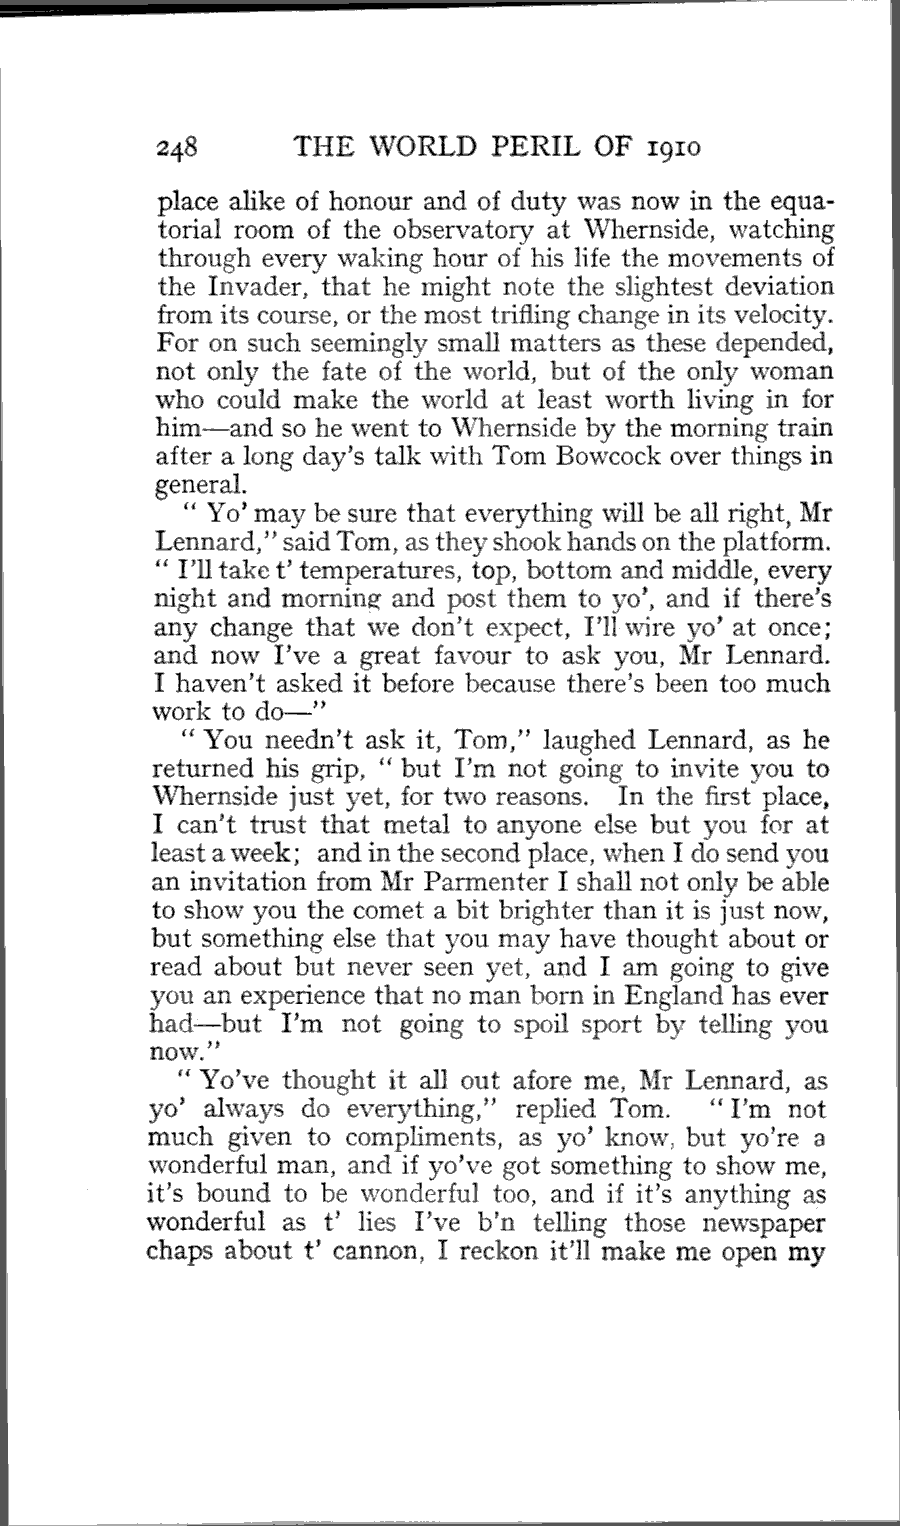 248 THE WORLD PERIL OF 1910
place alike of honour and of duty was now in the equa-
torial room of the observatory at Whernside, watching
through every waking hour of his life the movements of
the Invader, that he might note the slightest deviation
from its course, or the most trifling change in its velocity.
For on such seemingly small matters as these depended,
not only the fate of the world, but of the only woman
who could make the world at least worth living in for
him—and so he went to Whernside by the morning train
after a long day's talk with Tom Bowcock over things in
general.
" Yo' may be sure that everything will be all right, Mr
Lennard," said Tom, as they shook hands on the platform.
" I'll take t' temperatures, top, bottom and middle, every
night and morning and post them to yo', and if there's
any change that we don't expect, I'll wire yo' at once;
and now I've a great favour to ask you, Mr Lennard.
I haven't asked it before because there's been too much
work to do—"
" You needn't ask it, Tom," laughed Lennard, as he
returned his grip, " but I'm not going to invite you to
Whernside just yet, for two reasons. In the first place,
I can't trust that metal to anyone else but you for at
least a week; and in the second place, when I do send you
an invitation from Mr Parmenter I shall not only be able
to show you the comet a bit brighter than it is just now,
but something else that you may have thought about or
read about but never seen yet, and I am going to give
you an experience that no man born in England has ever
had—but I'm not going to spoil sport by telling you
now."
" Yo've thought it all out afore me, Mr Lennard, as
yo' always do everything," replied Tom. " I'm not
much given to compliments, as yo' know, but yo're a
wonderful man, and if yo've got something to show me,
it's bound to be wonderful too, and if it's anything as
wonderful as t' lies I've b'n telling those newspaper
chaps about t' cannon, I reckon it'll make me open my